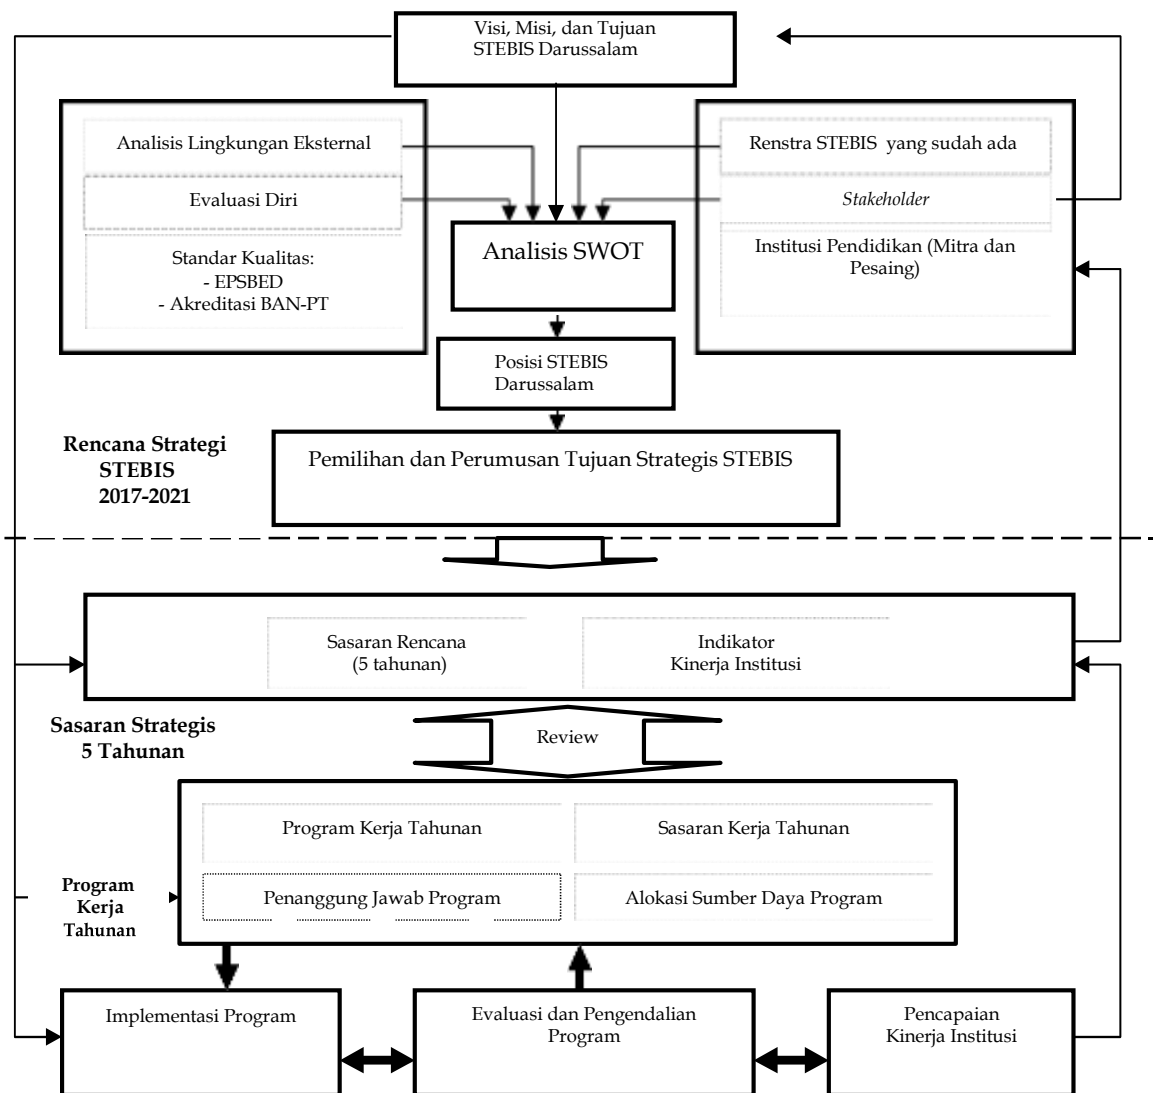 Visi, Misi, dan Tujuan
STEBIS Darussalam
Analisis Lingkungan Eksternal
Evaluasi Diri
Standar Kualitas:
- EPSBED
- Akreditasi BAN-PT
Renstra STEBIS yang sudah ada
Stakeholder
Institusi Pendidikan (Mitra dan
Pesaing)
Analisis SWOT
Posisi STEBIS
Darussalam
Rencana Strategi
STEBIS
2017-2021
Pemilihan dan Perumusan Tujuan Strategis STEBIS
Sasaran Rencana
(5 tahunan)
Indikator
Kinerja Institusi
Sasaran Strategis
5 Tahunan
Review
Program Kerja Tahunan
Sasaran Kerja Tahunan
Penanggung Jawab Program
Alokasi Sumber Daya Program
Program
Kerja
Tahunan
Implementasi Program
Evaluasi dan Pengendalian
Program
Pencapaian
Kinerja Institusi